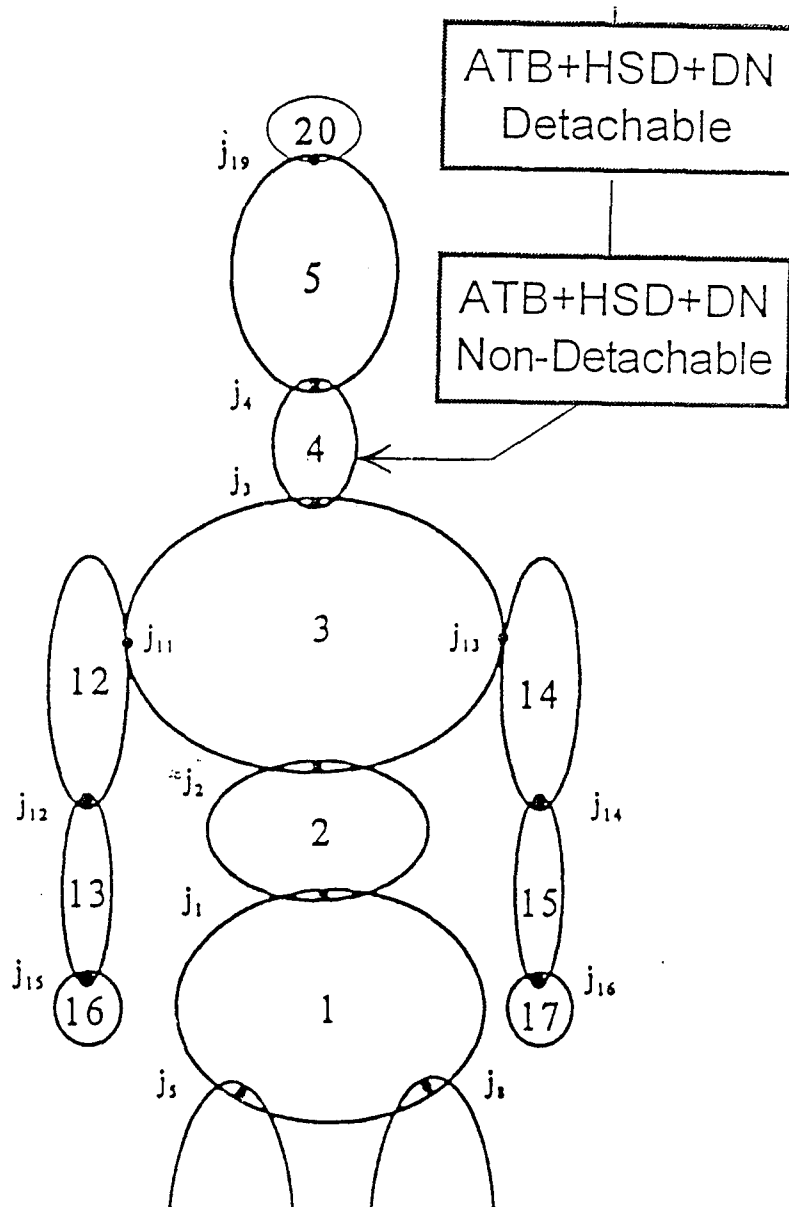 ATB+HSD+DN
Detachable
20
j₁₉
5
ATB+HSD+DN
Non-Detachable
j₄
4
j₃
3
j₁₁
j₁₃
12
14
j₂
j₁₂
j₁₄
2
13
15
j₁
j₁₅
j₁₆
16
1
17
j₅
j₈